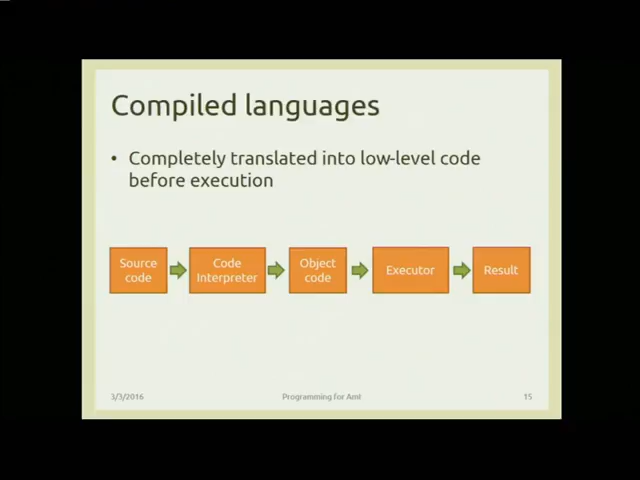 Compiled languages
• Completely translated into low-level code
before execution
Source
code
Code
Interpreter
Object
code
Executor
Result
3/3/2016
Programming for AmI
15